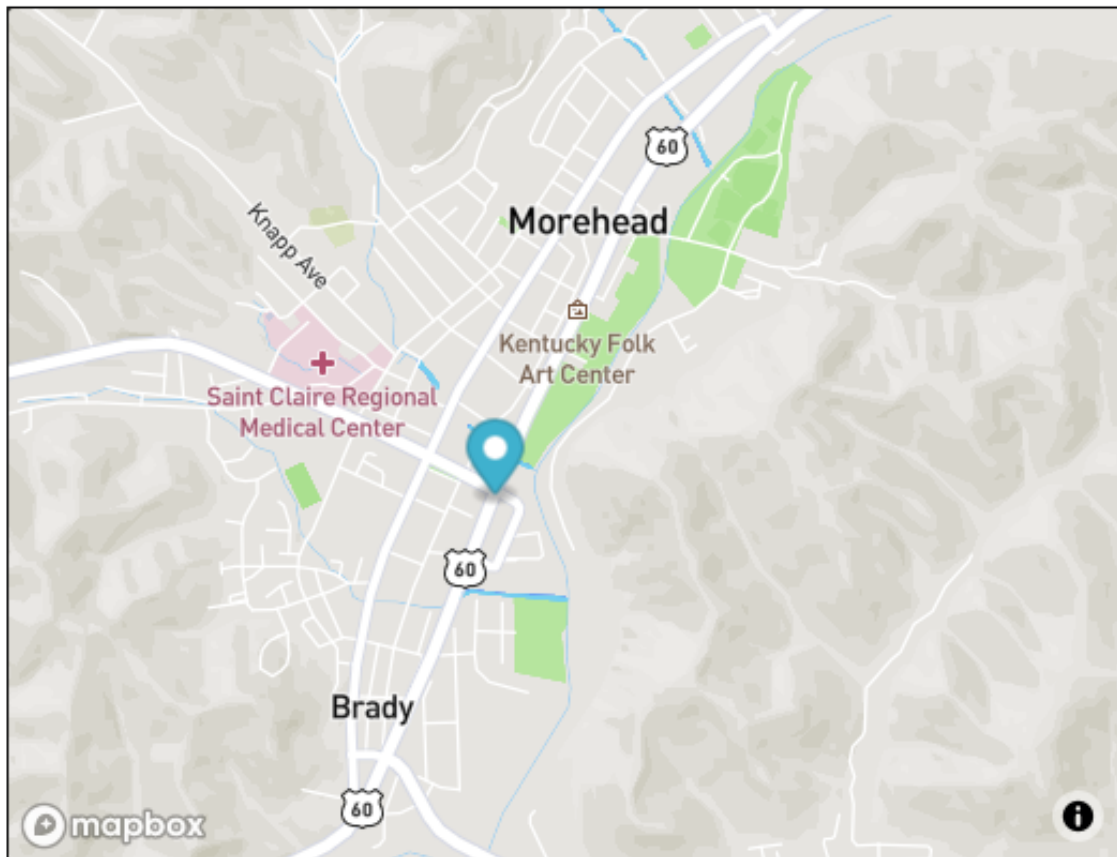 60
Morehead
Knapp Ave
Kentucky Folk
Art Center
Saint Claire Regional
Medical Center
60
Brady
60
mapbox
i